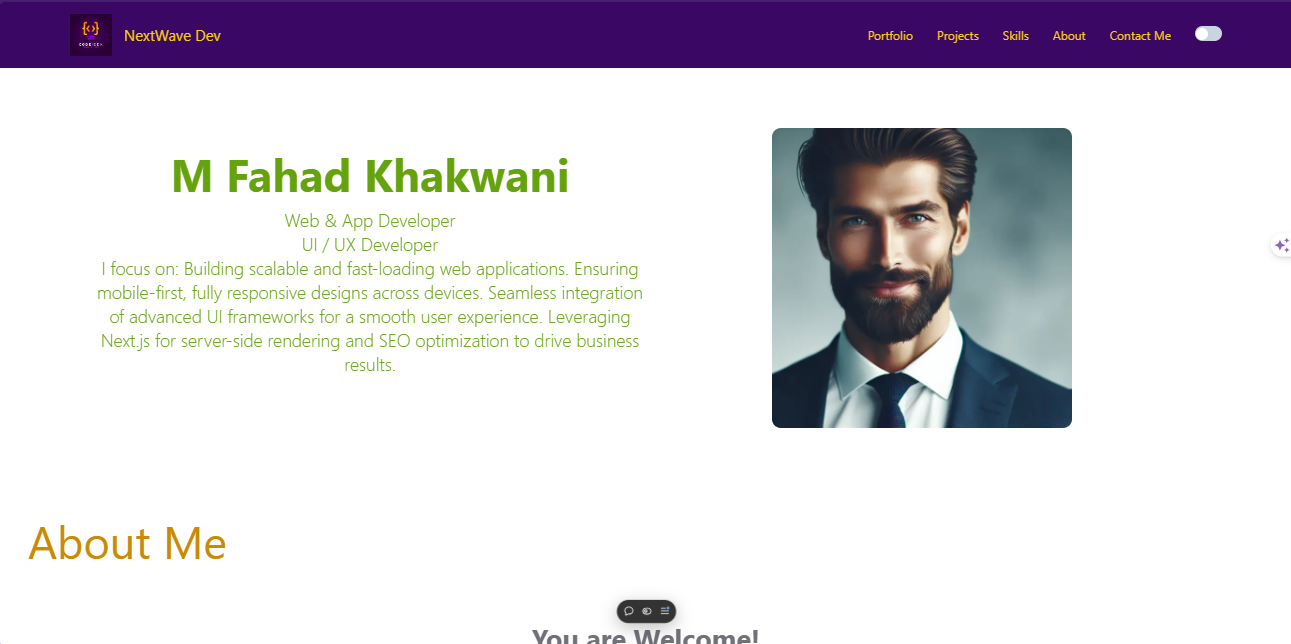 NextWave Dev
Portfolio
Projects
Skills
About
Contact Me
M Fahad Khakwani
Web & App Developer
UI / UX Developer
I focus on: Building scalable and fast-loading web applications. Ensuring
mobile-first, fully responsive designs across devices. Seamless integration
of advanced UI frameworks for a smooth user experience. Leveraging
Next.js for server-side rendering and SEO optimization to drive business
results.
About Me
You are Welcome!